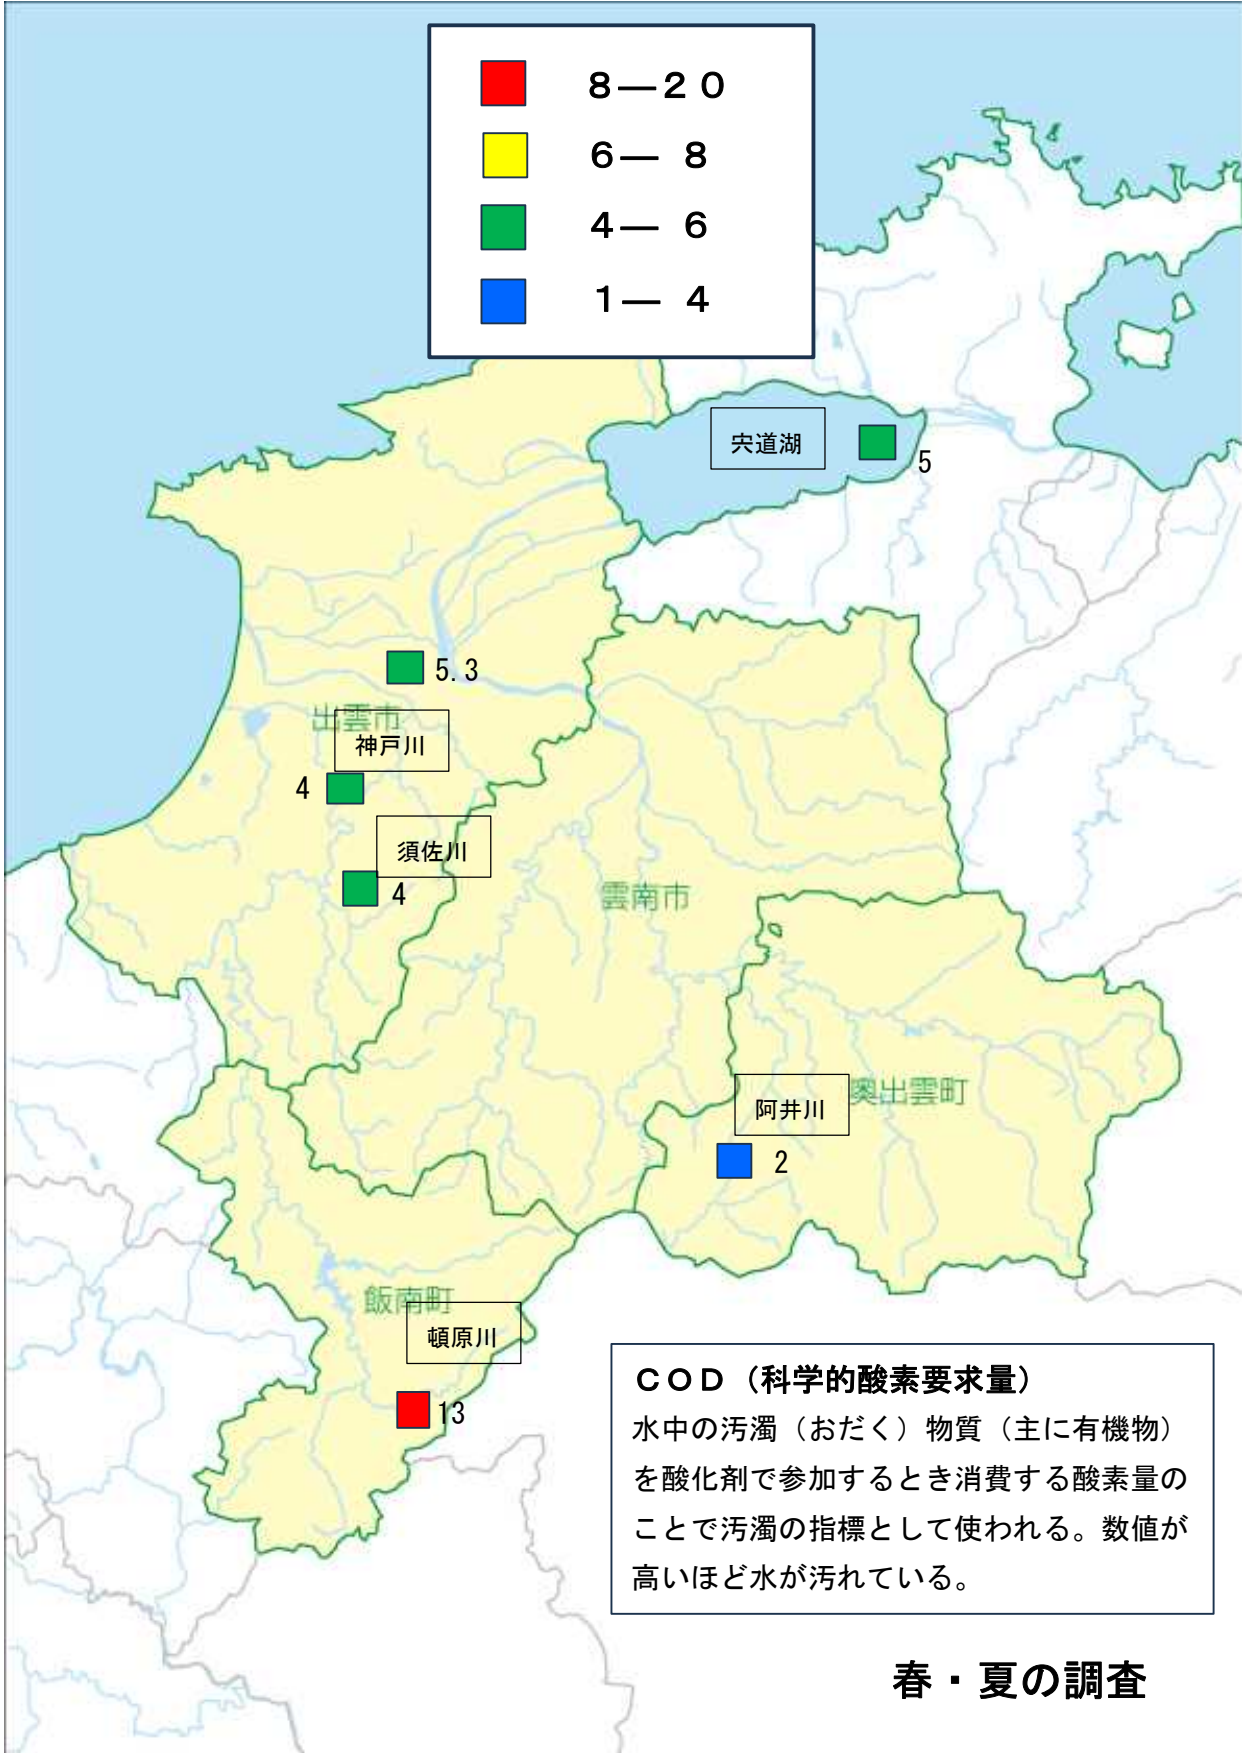 8—20
6— 8
4— 6
1— 4
宍道湖
5
5.3
出雲市
神戸川
4
須佐川
4
雲南市
奥出雲町
阿井川
2
飯南町
頓原川
13
COD（科学的酸素要求量）
水中の汚濁（おだく）物質（主に有機物）
を酸化剤で参加するとき消費する酸素量の
ことで汚濁の指標として使われる。数値が
高いほど水が汚れている。
春・夏の調査